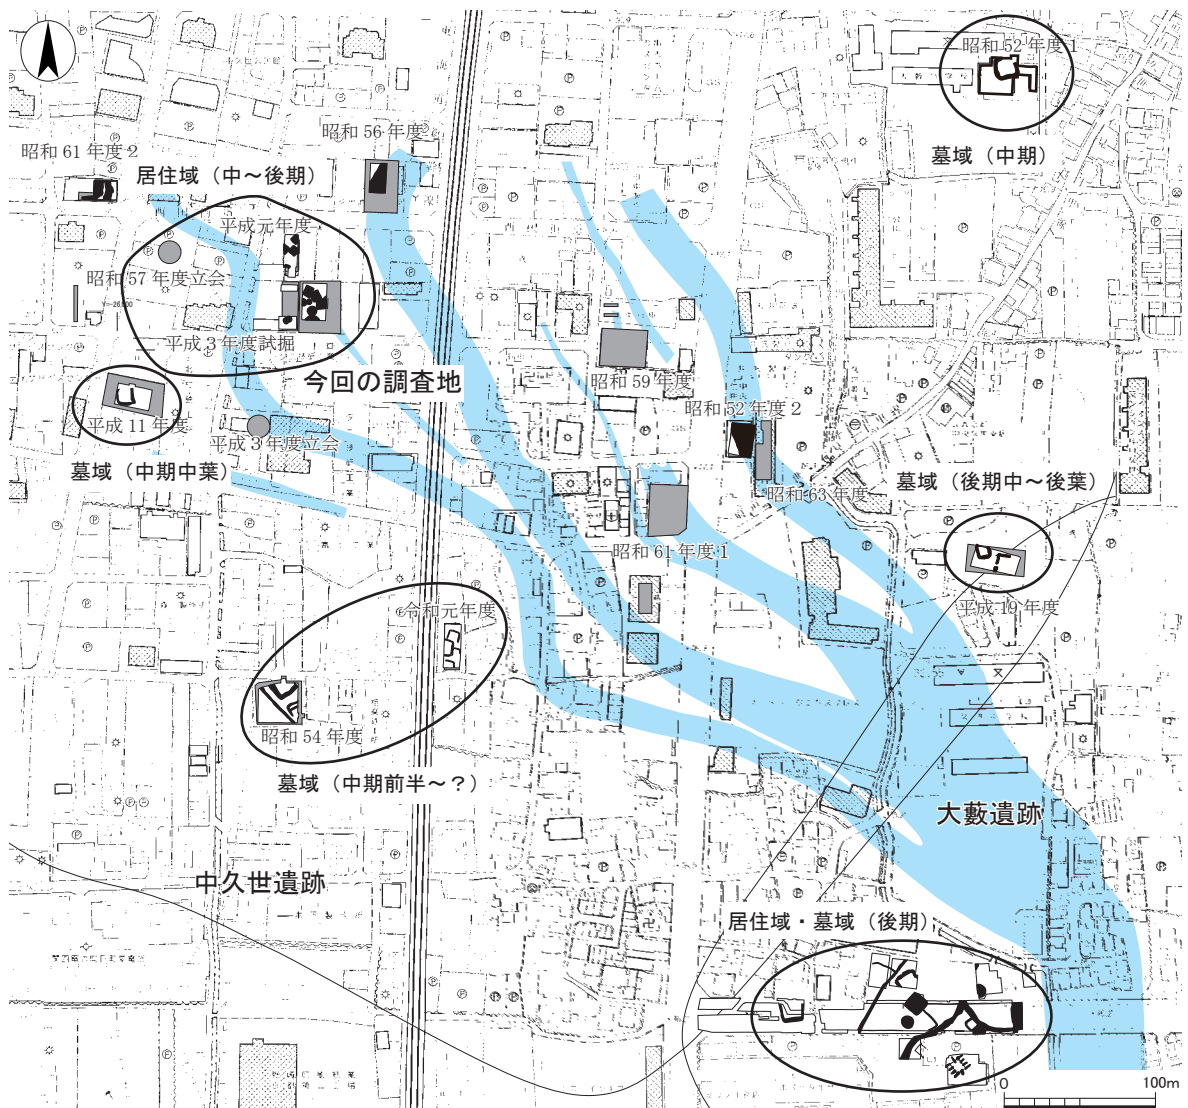 昭和 52 年度 1
墓域（中期）
昭和 56 年度
昭和 61 年度 2
居住域（中～後期）
平成元年度
昭和 57 年度立会
平成 3 年度試掘
今回の調査地
昭和 59 年度
昭和 52 年度 2
平成 11 年度
平成 3 年度立会
墓域（中期中葉）
昭和 63 年度
墓域（後期中～後葉）
昭和 61 年度 1
平成 19 年度
令和元年度
昭和 54 年度
墓域（中期前半～？）
大藪遺跡
中久世遺跡
居住域・墓域（後期）
0 100m